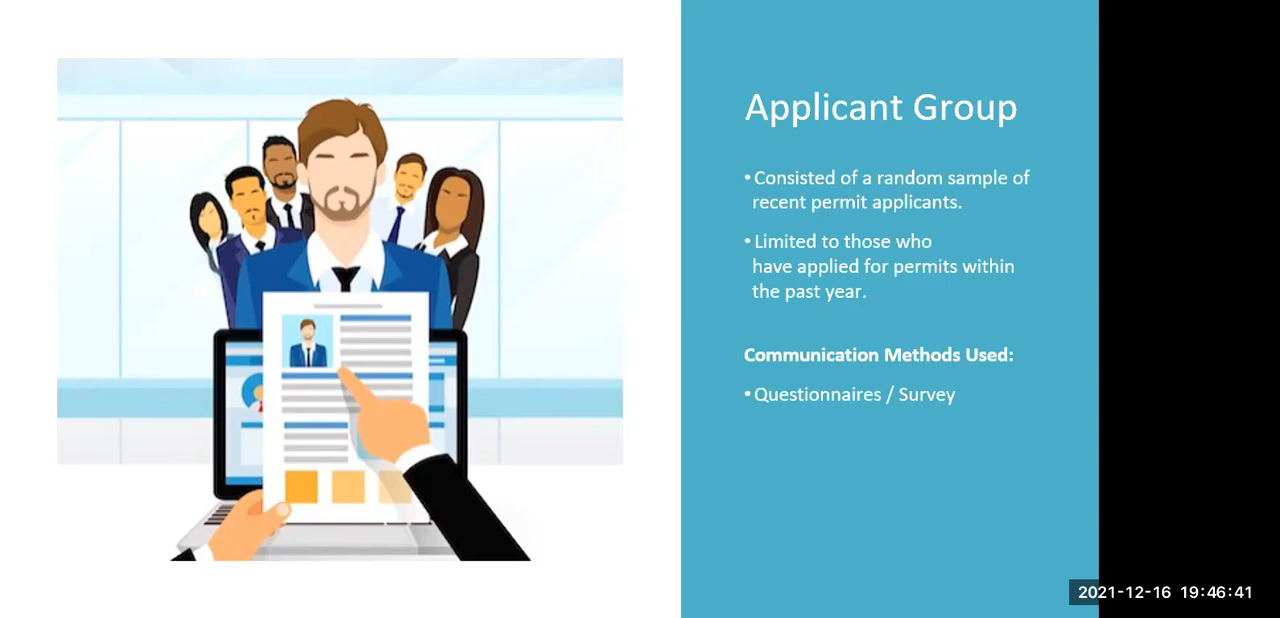 Applicant Group
•Consisted of a random sample of
recent permit applicants.
•Limited to those who
have applied for permits within
the past year.
Communication Methods Used:
•Questionnaires / Survey
2021-12-16 19:46:41